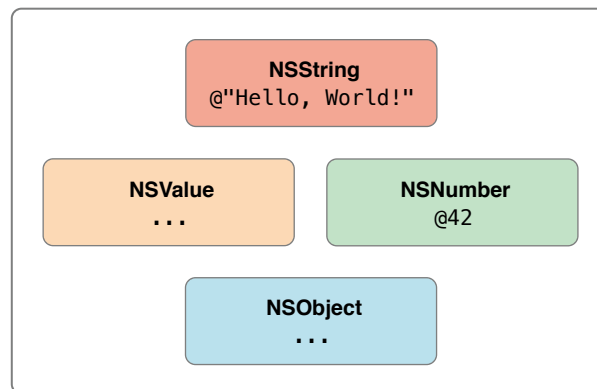 NSString
@"Hello, World!"
NSValue
...
NSNumber
@42
NSObject
...